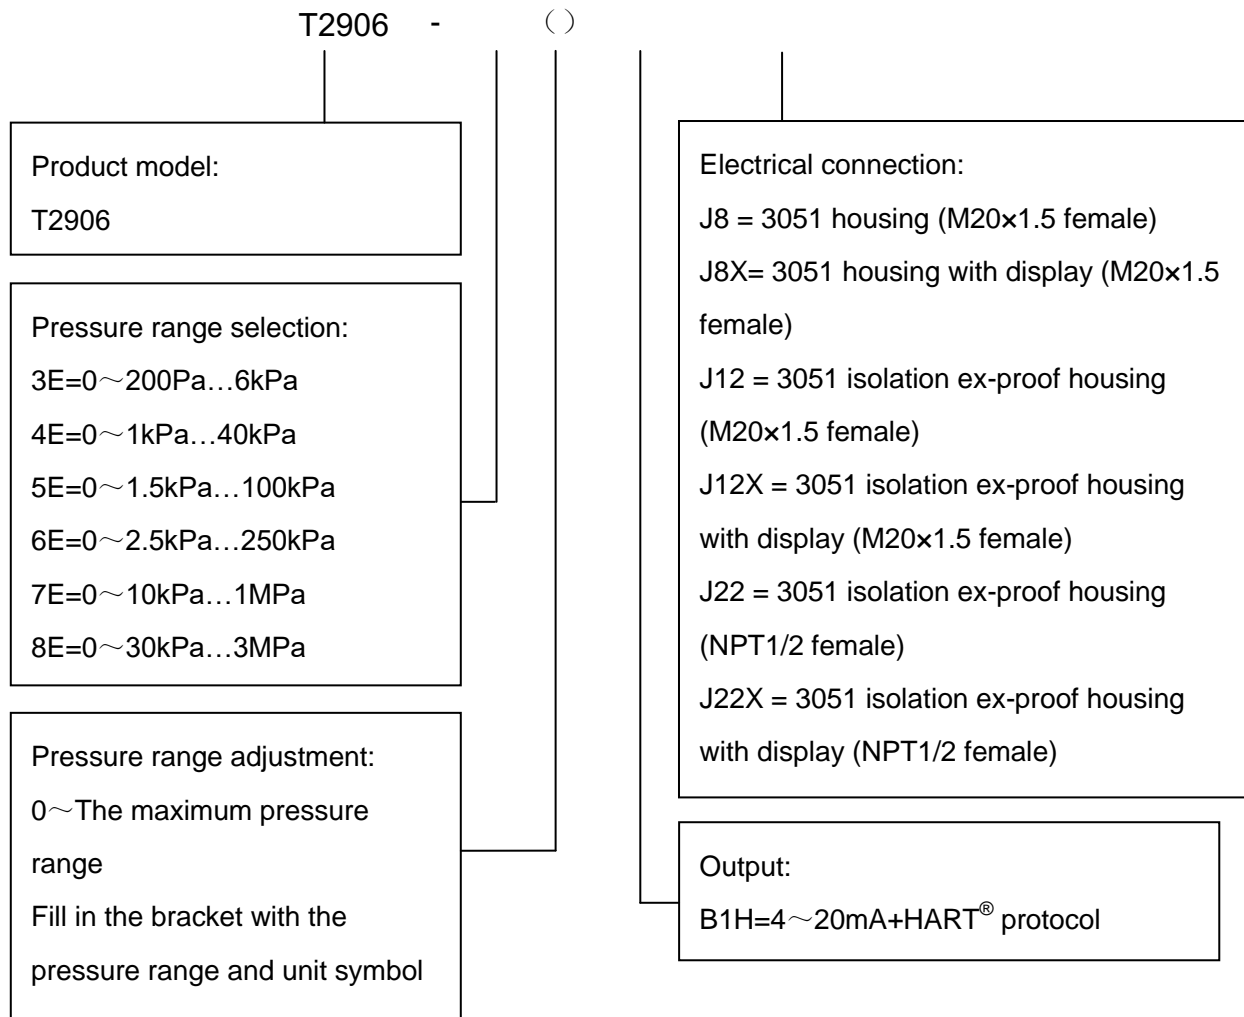 T2906 - （）
Product model:
T2906
Pressure range selection:
3E=0～200Pa…6kPa
4E=0～1kPa…40kPa
5E=0～1.5kPa…100kPa
6E=0～2.5kPa…250kPa
7E=0～10kPa…1MPa
8E=0～30kPa…3MPa
Pressure range adjustment:
0～The maximum pressure
range
Fill in the bracket with the
pressure range and unit symbol
Electrical connection:
J8 = 3051 housing (M20×1.5 female)
J8X= 3051 housing with display (M20×1.5
female)
J12 = 3051 isolation ex-proof housing
(M20×1.5 female)
J12X = 3051 isolation ex-proof housing
with display (M20×1.5 female)
J22 = 3051 isolation ex-proof housing
(NPT1/2 female)
J22X = 3051 isolation ex-proof housing
with display (NPT1/2 female)
Output:
B1H=4～20mA+HART® protocol